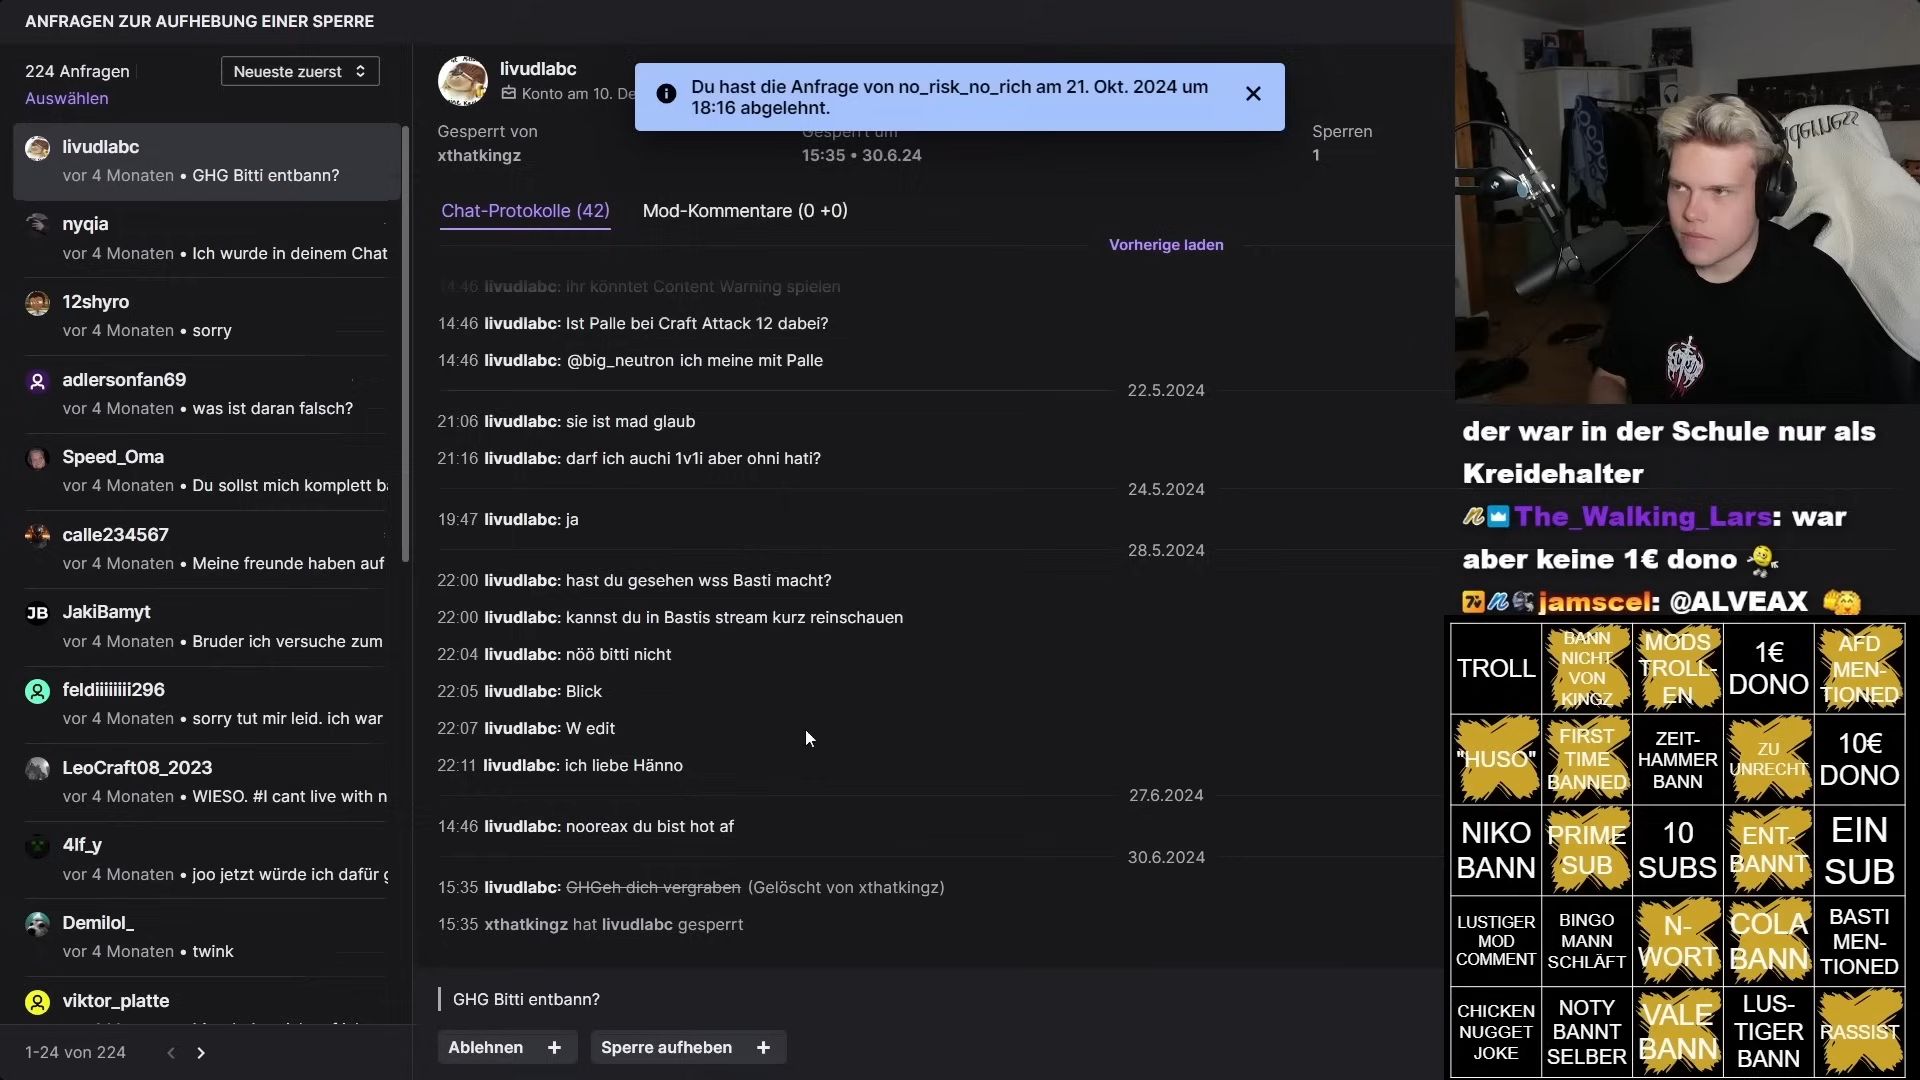 ANFRAGEN ZUR AUFHEBUNG EINER SPERRE
224 Anfragen
Neueste zuerst
Auswählen
livudlabc
vor 4 Monaten • GHG Bitti entbann?
nyqia
vor 4 Monaten • Ich wurde in deinem Chat
12shyro
vor 4 Monaten • sorry
adlersonfan69
vor 4 Monaten • was ist daran falsch?
Speed_Oma
vor 4 Monaten • Du sollst mich komplett ba
calle234567
vor 4 Monaten • Meine freunde haben auf
JB JakiBamyt
vor 4 Monaten • Bruder ich versuche zum
feldiiiiiiii296
vor 4 Monaten • sorry tut mir leid. ich war
LeoCraft08_2023
vor 4 Monaten • WIESO. #I cant live with n
4lf_y
vor 4 Monaten • joo jetzt würde ich dafür g
Demilol_
vor 4 Monaten • twink
viktor_platte
1-24 von 224
livudlabc
Konto am 10. De
Du hast die Anfrage von no_risk_no_rich am 21. Okt. 2024 um
18:16 abgelehnt.
Gesperrt von
xthatkingz
Gesperrt um
15:35 • 30.6.24
Sperren
1
Chat-Protokolle (42)
Mod-Kommentare (0 +0)
Vorherige laden
14:46 livudlabc: ihr könntet Content Warning spielen
14:46 livudlabc: Ist Palle bei Craft Attack 12 dabei?
14:46 livudlabc: @big_neutron ich meine mit Palle
22.5.2024
21:06 livudlabc: sie ist mad glaub
21:16 livudlabc: darf ich auchi 1v1i aber ohni hati?
24.5.2024
19:47 livudlabc: ja
28.5.2024
22:00 livudlabc: hast du gesehen wss Basti macht?
22:00 livudlabc: kannst du in Bastis stream kurz reinschauen
22:04 livudlabc: nöö bitti nicht
22:05 livudlabc: Blick
22:07 livudlabc: W edit
22:11 livudlabc: ich liebe Hänno
27.6.2024
14:46 livudlabc: nooreax du bist hot af
30.6.2024
15:35 livudlabc: GHGeh dich vergraben (Gelöscht von xthatkingz)
15:35 xthatkingz hat livudlabc gesperrt
GHG Bitti entbann?
Ablehnen +
Sperre aufheben +
der war in der Schule nur als
Kreidehalter
The_Walking_Lars: war
aber keine 1€ dono
jamscel: @ALVEAX
TROLL
BANN
NICHT
VON
KINGZ
MODS
TROLL-
EN
1€
DONO
AFD
MEN-
TIONED
"HUSO"
FIRST
TIME
BANNED
ZEIT-
HAMMER
BANN
ZU
UNRECHT
10€
DONO
NIKO
BANN
PRIME
SUB
10
SUBS
ENT-
BANNT
EIN
SUB
LUSTIGER
MOD
COMMENT
BINGO
MANN
SCHLÄFT
N-
WORT
COLA
BANN
BASTI
MEN-
TIONED
CHICKEN
NUGGET
JOKE
NOTY
BANNT
SELBER
VALE
BANN
LUS-
TIGER
BANN
RASSIST